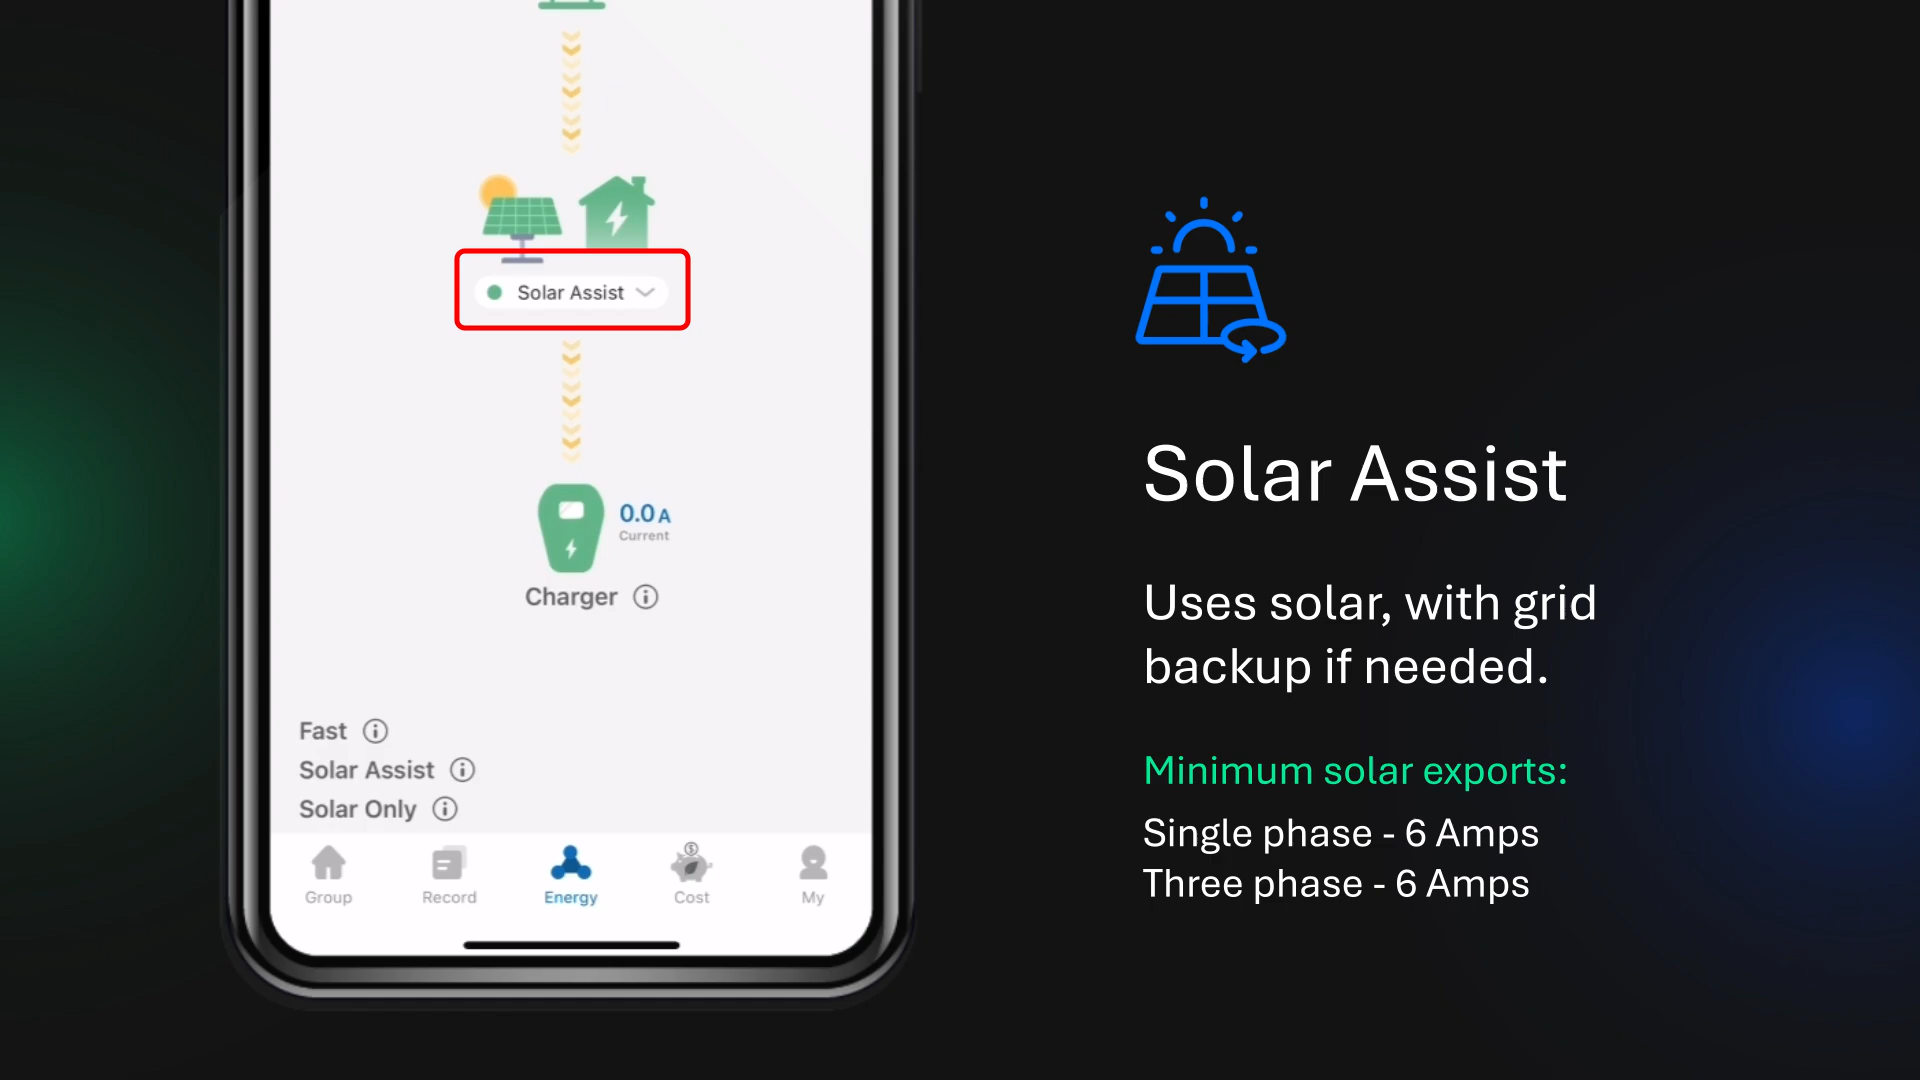 Solar Assist
0.0 A
Current
Charger
Fast
Solar Assist
Solar Only
Group
Record
Energy
Cost
My
Solar Assist
Uses solar, with grid
backup if needed.
Minimum solar exports:
Single phase - 6 Amps
Three phase - 6 Amps